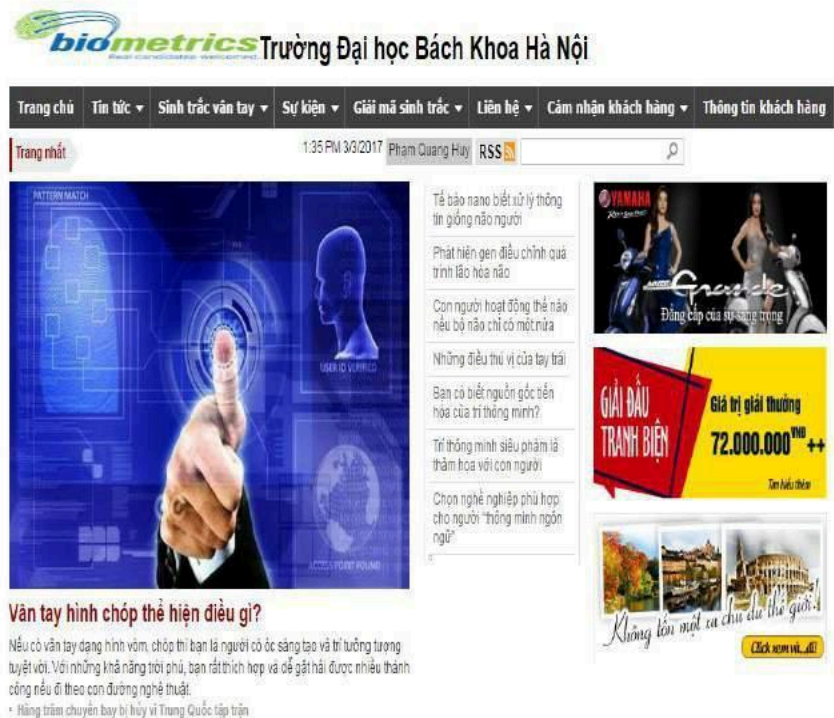 biometrics Trường Đại học Bách Khoa Hà Nội
Real candidates welcomed
Trang chủ Tin tức Sinh trắc vân tay Sự kiện Giải mã sinh trắc Liên hệ Cảm nhận khách hàng Thông tin khách hàng
Trang nhất
1:35 PM 3/3/2017 Phạm Quang Huy RSS
PATTERN MATCH
USER ID VERIFIED
ACCESS POINT FOUND
Vân tay hình chóp thể hiện điều gì?
Nếu có vân tay dạng hình vòm, chóp thì bạn là người có óc sáng tạo và trí tưởng tượng
tuyệt vời. Với những khả năng trời phú, bạn rất thích hợp và dễ gặt hái được nhiều thành
công nếu đi theo con đường nghệ thuật.
• Hàng trăm chuyến bay bị hủy vì Trung Quốc tập trận
Tế bào nano biết xử lý thông
tin giống não người
Phát hiện gen điều chỉnh quá
trình lão hóa não
Con người hoạt động thế nào
nếu bộ não chỉ có một nửa
Những điều thú vị của tay trái
Bạn có biết nguồn gốc tiến
hóa của trí thông minh?
Trí thông minh siêu phàm là
thảm họa với con người
Chọn nghề nghiệp phù hợp
cho người "thông minh ngôn
ngữ"
YAMAHA
Grande
Đẳng cấp của sự sang trọng
GIẢI ĐẤU
TRANH BIỆN
Giá trị giải thưởng
72.000.000 VNĐ ++
Tìm hiểu thêm
Không tốn một xu chu du thế giới!
Click xem và...đi!